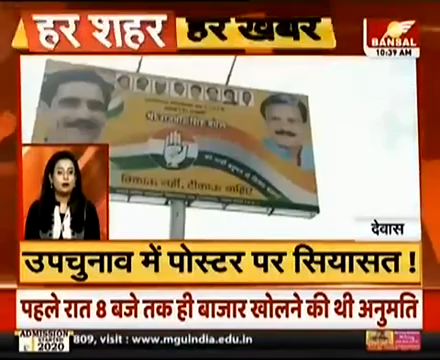 हर शहर हर खबर
BANSAL
10:39 AM
बिकाऊ नहीं, टिकाऊ चाहिए
देवास
उपचुनाव में पोस्टर पर सियासत !
पहले रात 8 बजे तक ही बाजार खोलने की थी अनुमति
ADMISSION
2020
809, visit : www.mguindia.edu.in